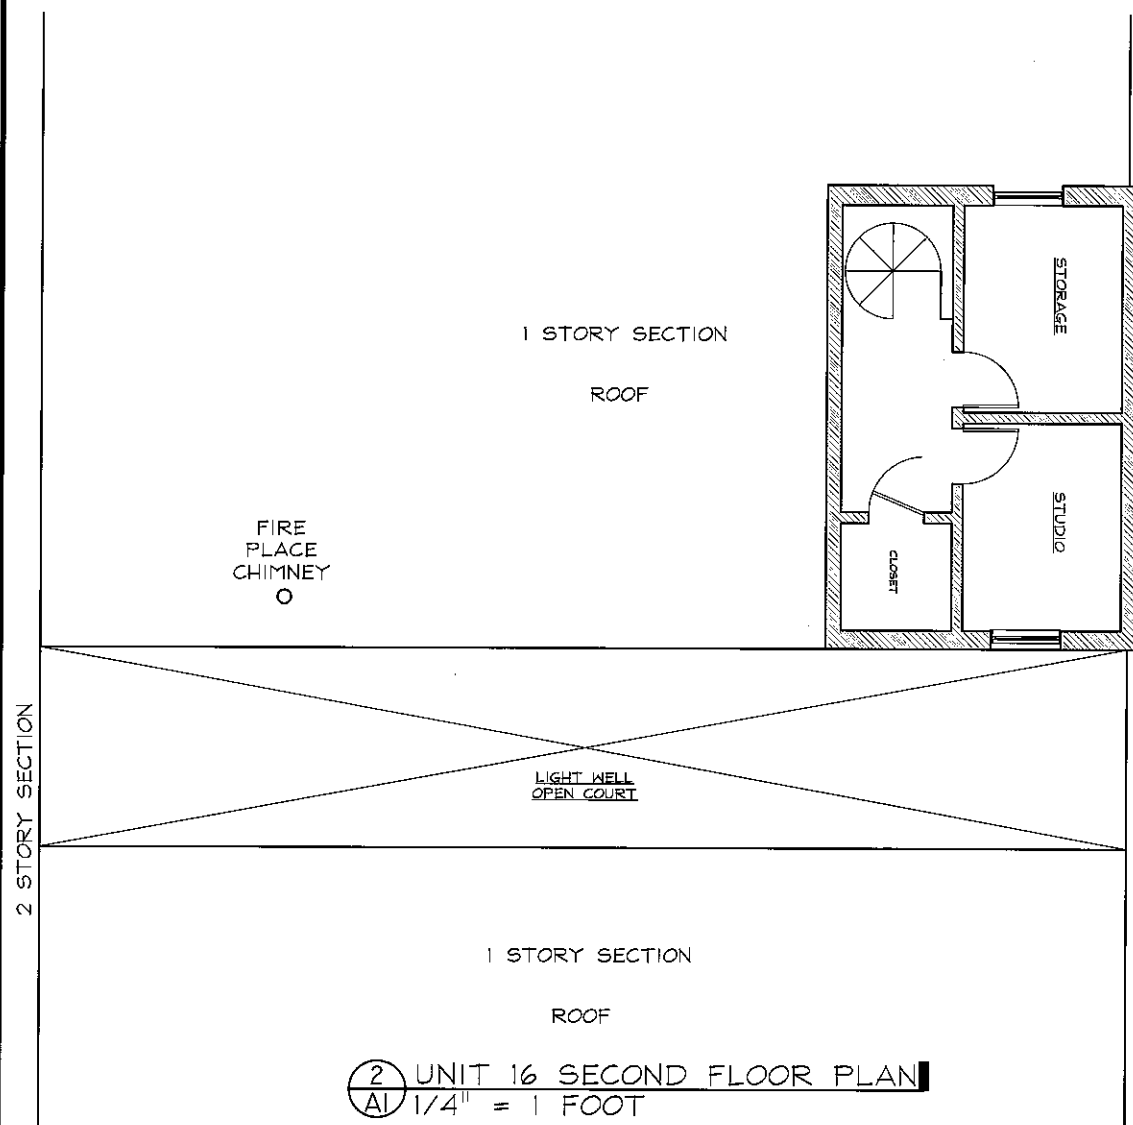 STORAGE
1 STORY SECTION
ROOF
STUDIO
FIRE
PLACE
CHIMNEY
CLOSET
2 STORY SECTION
LIGHT WELL
OPEN COURT
1 STORY SECTION
ROOF
2 UNIT 16 SECOND FLOOR PLAN
A1 1/4" = 1 FOOT